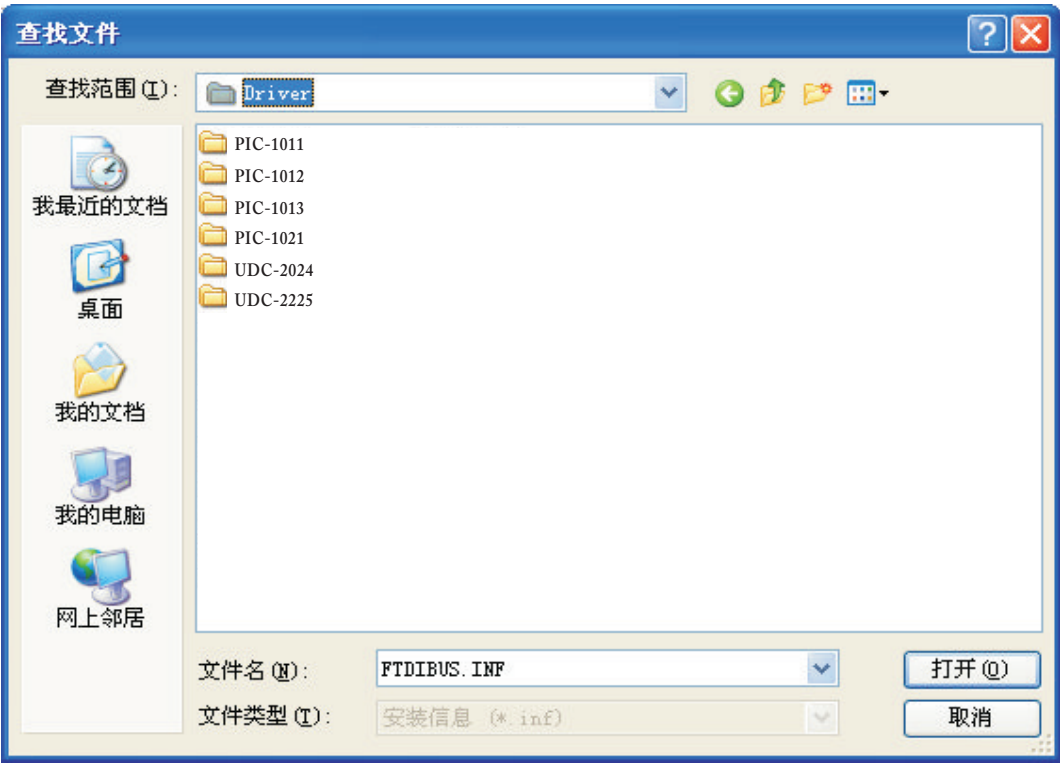 查找文件
查找范围(I):
Driver
我最近的文档
桌面
我的文档
我的电脑
网上邻居
PIC-1011
PIC-1012
PIC-1013
PIC-1021
UDC-2024
UDC-2225
文件名(N):
FTDIBUS.INF
打开(O)
文件类型(T):
安装信息 (*.inf)
取消